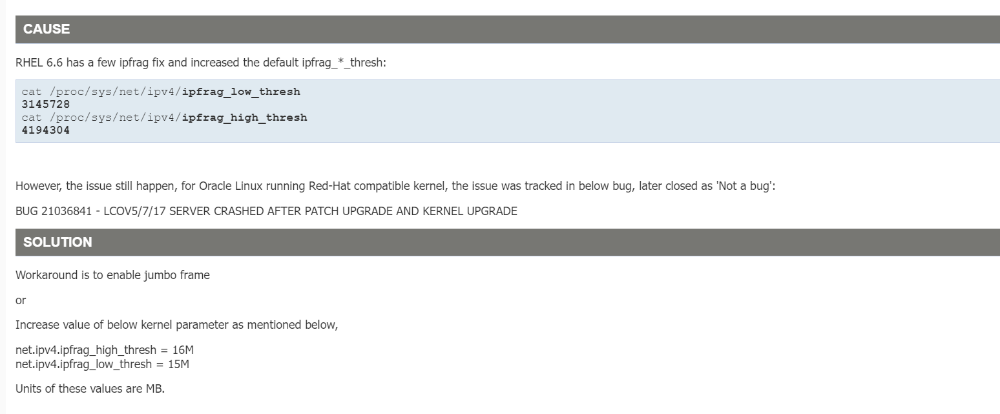 CAUSE
RHEL 6.6 has a few ipfrag fix and increased the default ipfrag_*_thresh:
cat /proc/sys/net/ipv4/ipfrag_low_thresh
3145728
cat /proc/sys/net/ipv4/ipfrag_high_thresh
4194304
However, the issue still happen, for Oracle Linux running Red-Hat compatible kernel, the issue was tracked in below bug, later closed as 'Not a bug':
BUG 21036841 - LCOV5/7/17 SERVER CRASHED AFTER PATCH UPGRADE AND KERNEL UPGRADE
SOLUTION
Workaround is to enable jumbo frame
or
Increase value of below kernel parameter as mentioned below,
net.ipv4.ipfrag_high_thresh = 16M
net.ipv4.ipfrag_low_thresh = 15M
Units of these values are MB.